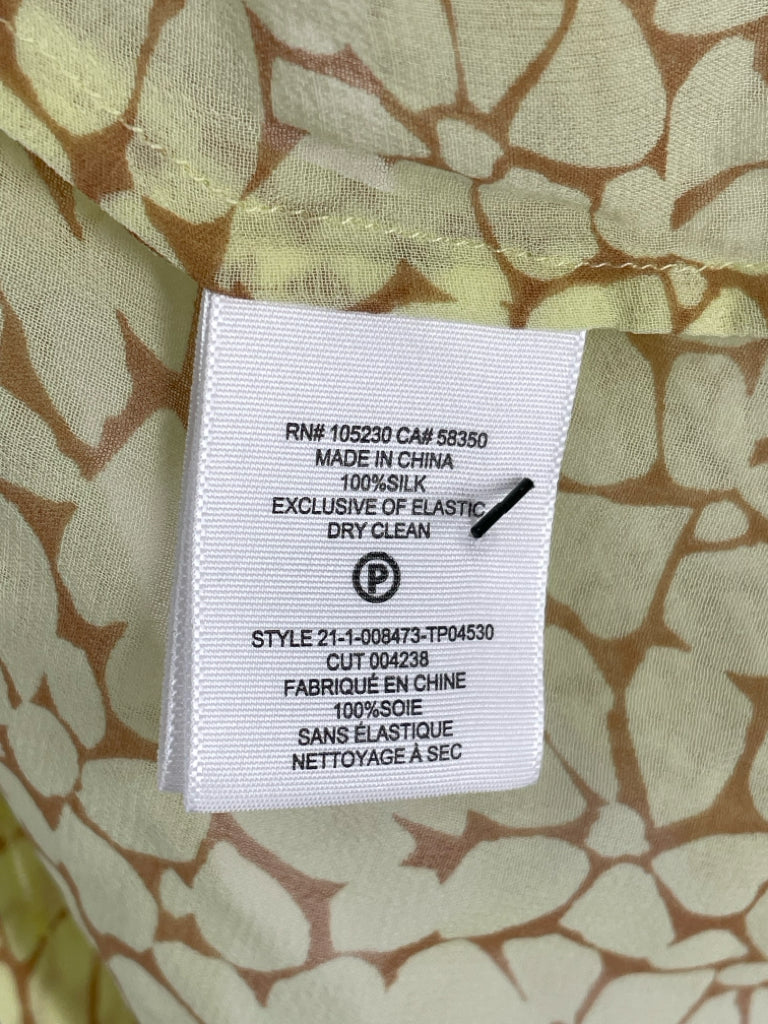 RN# 105230 CA# 58350
MADE IN CHINA
100%SILK
EXCLUSIVE OF ELASTIC
DRY CLEAN
P
STYLE 21-1-008473-TP04530
CUT 004238
FABRIQUÉ EN CHINE
100%SOIE
SANS ÉLASTIQUE
NETTOYAGE À SEC